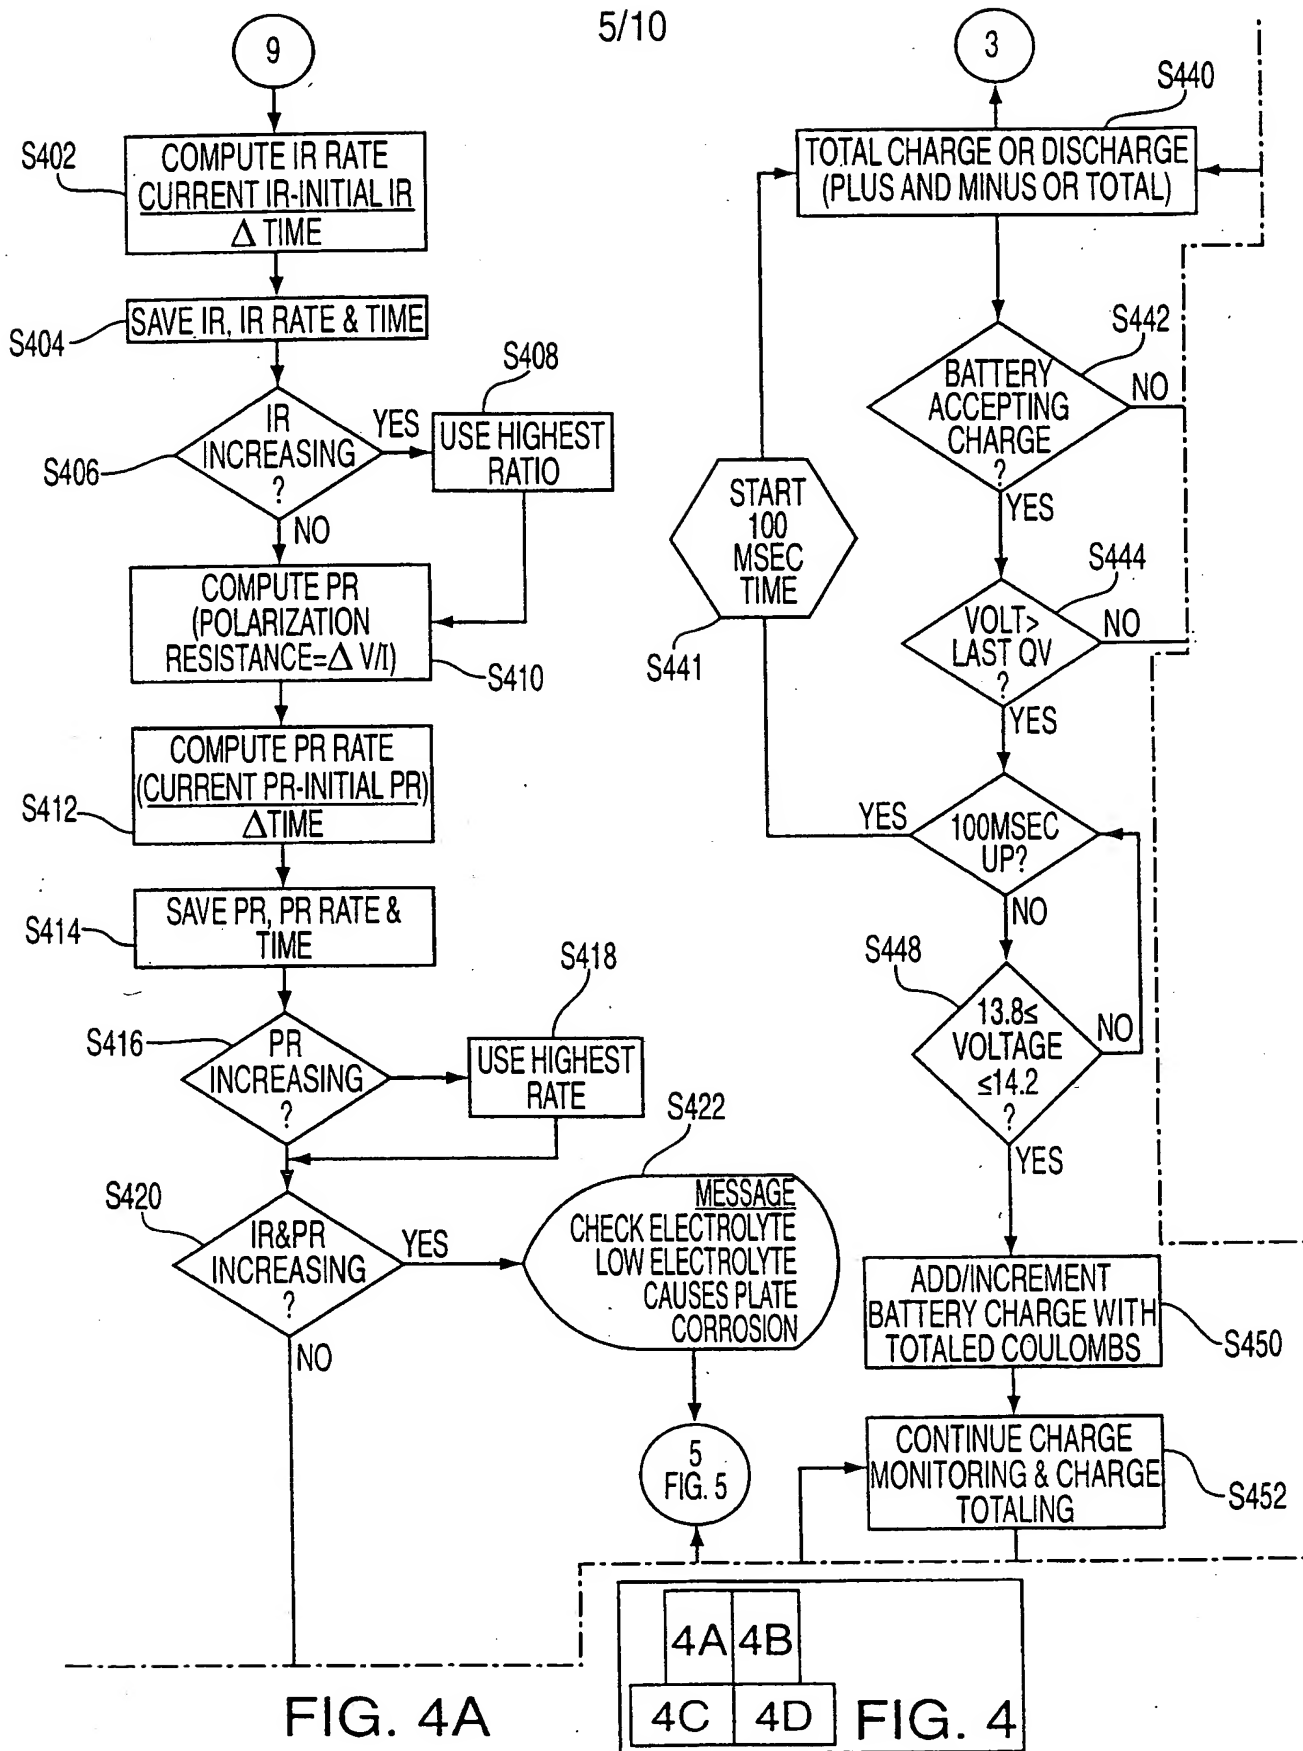 5/10
9
S402
COMPUTE IR RATE
CURRENT IR-INITIAL IR
Δ TIME
S404
SAVE IR, IR RATE & TIME
S406
IR
INCREASING
?
YES
NO
S408
USE HIGHEST
RATIO
COMPUTE PR
(POLARIZATION
RESISTANCE=Δ V/I)
S410
S412
COMPUTE PR RATE
(CURRENT PR-INITIAL PR)
ΔTIME
S414
SAVE PR, PR RATE &
TIME
S416
PR
INCREASING
?
S418
USE HIGHEST
RATE
S420
IR&PR
INCREASING
?
YES
NO
S422
MESSAGE
CHECK ELECTROLYTE
LOW ELECTROLYTE
CAUSES PLATE
CORROSION
5
FIG. 5
3
S440
TOTAL CHARGE OR DISCHARGE
(PLUS AND MINUS OR TOTAL)
S442
BATTERY
ACCEPTING
CHARGE
?
NO
YES
START
100
MSEC
TIME
S441
S444
VOLT>
LAST QV
?
NO
YES
100MSEC
UP?
YES
NO
S448
13.8≤
VOLTAGE
≤14.2
?
NO
YES
ADD/INCREMENT
BATTERY CHARGE WITH
TOTALED COULOMBS
S450
CONTINUE CHARGE
MONITORING & CHARGE
TOTALING
S452
4A 4B
4C 4D
FIG. 4A
FIG. 4